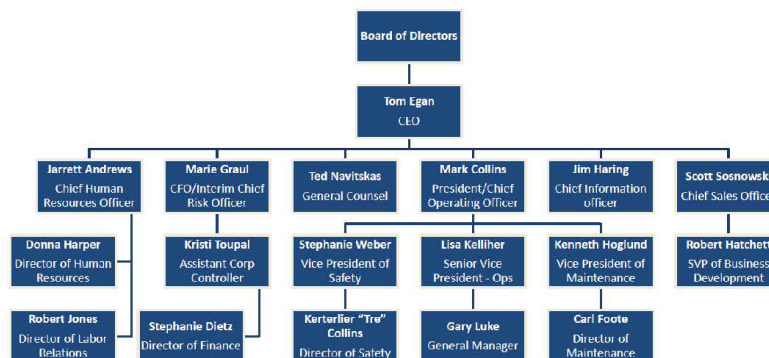 Board of Directors
Tom Egan
CEO
Jarrett Andrews
Chief Human
Resources Officer
Marie Graul
CFO/Interim Chief
Risk Officer
Ted Navitskas
General Counsel
Mark Collins
President/Chief
Operating Officer
Jim Haring
Chief Information
officer
Scott Sosnowsk
Chief Sales Office
Donna Harper
Director of Human
Resources
Kristi Toupal
Assistant Corp
Controller
Stephanie Weber
Vice President of
Safety
Lisa Kelliher
Senior Vice
President - Ops
Kenneth Hoglund
Vice President of
Maintenance
Robert Hatchett
SVP of Business
Development
Robert Jones
Director of Labor
Relations
Stephanie Dietz
Director of Finance
Kerterlier “Tre”
Collins
Director of Safety
Gary Luke
General Manager
Carl Foote
Director of
Maintenance